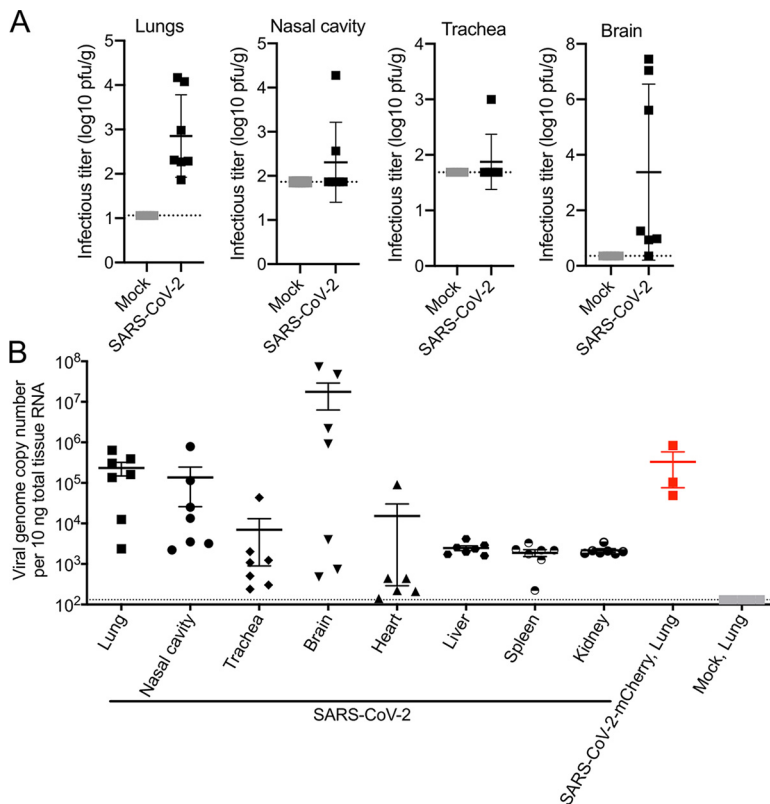 A
Lungs
Infectious titer (log10 pfu/g)
5
4
3
2
1
0
Mock
SARS-CoV-2
Nasal cavity
Infectious titer (log10 pfu/g)
5
4
3
2
1
0
Mock
SARS-CoV-2
Trachea
Infectious titer (log10 pfu/g)
4
3
2
1
0
Mock
SARS-CoV-2
Brain
Infectious titer (log10 pfu/g)
8
6
4
2
0
Mock
SARS-CoV-2
B
Viral genome copy number
per 10 ng total tissue RNA
10⁸
10⁷
10⁶
10⁵
10⁴
10³
10²
Lung
Nasal cavity
Trachea
Brain
Heart
Liver
Spleen
Kidney
SARS-CoV-2-mCherry, Lung
Mock, Lung
SARS-CoV-2